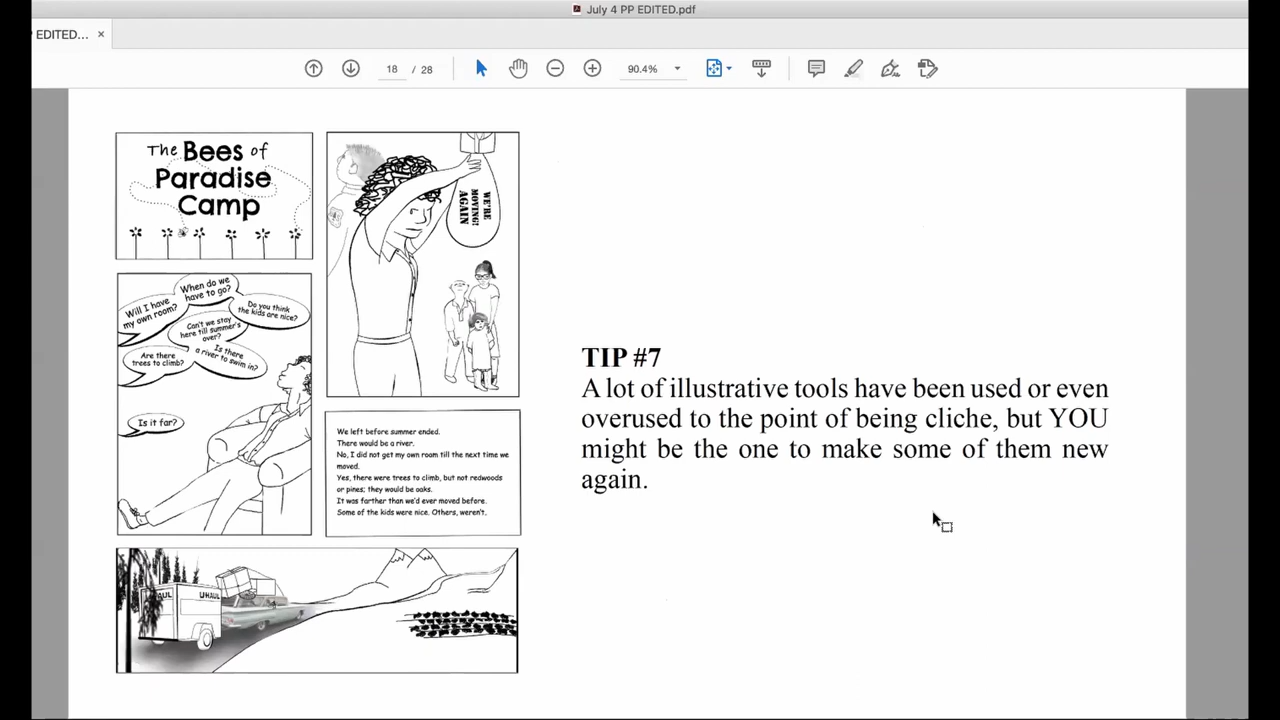 July 4 PP EDITED.pdf
P EDITED... ×
18 / 28
90.4%
The Bees of
Paradise
Camp
WE'RE
MOVING!
AGAIN
When do we
have to go?
Will I have
my own room?
Do you think
the kids are nice?
Can't we stay
here till summer's
over?
Are there
trees to climb?
Is there
a river to swim in?
Is it far?
We left before summer ended.
There would be a river.
No, I did not get my own room till the next time we
moved.
Yes, there were trees to climb, but not redwoods
or pines; they would be oaks.
It was farther than we'd ever moved before.
Some of the kids were nice. Others, weren't.
AUL
U-HAUL
TIP #7
A lot of illustrative tools have been used or even
overused to the point of being cliche, but YOU
might be the one to make some of them new
again.